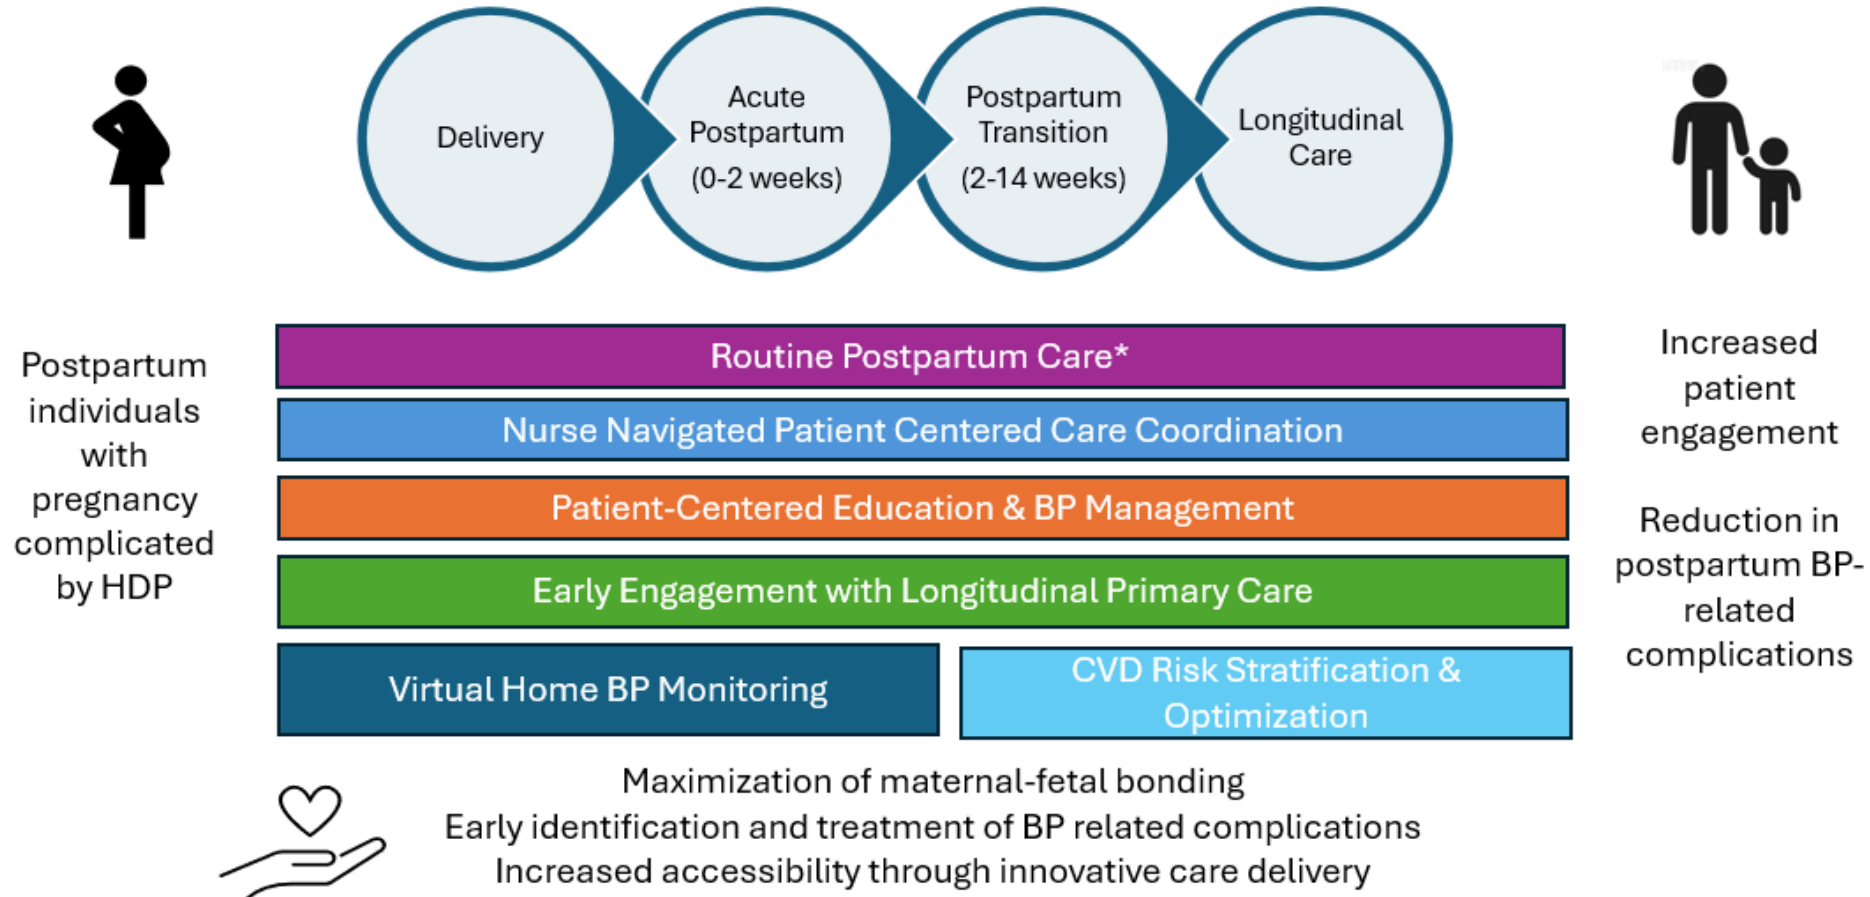 Delivery
Acute
Postpartum
(0-2 weeks)
Postpartum
Transition
(2-14 weeks)
Longitudinal
Care
Postpartum
individuals
with
pregnancy
complicated
by HDP
Routine Postpartum Care*
Nurse Navigated Patient Centered Care Coordination
Patient-Centered Education & BP Management
Early Engagement with Longitudinal Primary Care
Virtual Home BP Monitoring
CVD Risk Stratification &
Optimization
Increased
patient
engagement
Reduction in
postpartum BP-
related
complications
Maximization of maternal-fetal bonding
Early identification and treatment of BP related complications
Increased accessibility through innovative care delivery